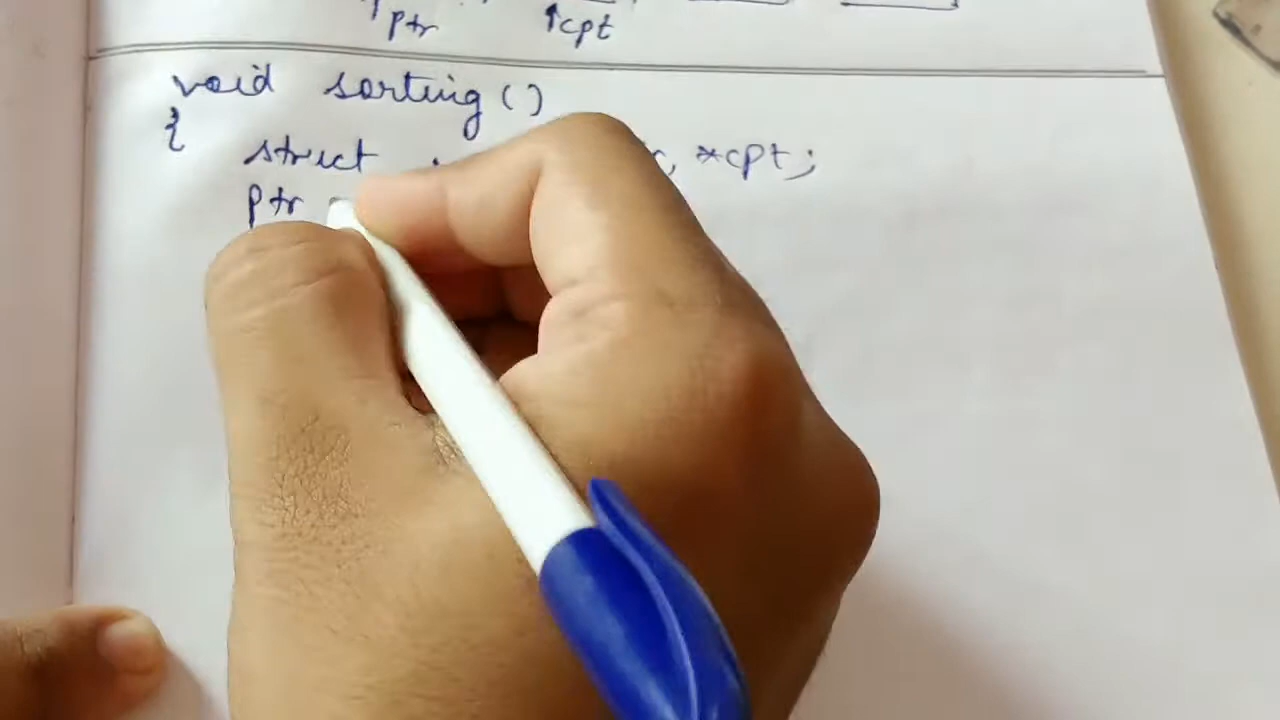 ptr ↑cpt
void sorting ()
{
struct *cpt;
ptr